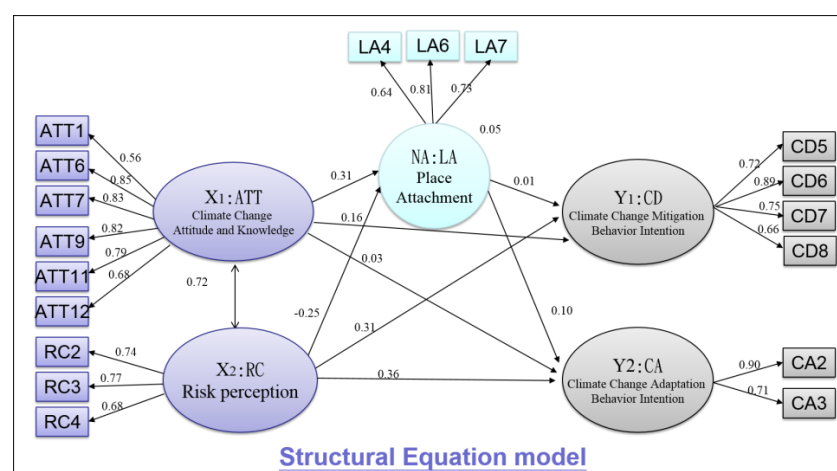 LA4
LA6
LA7
0.64
0.81
0.73
0.05
ATT1
ATT6
ATT7
ATT9
ATT11
ATT12
0.56
0.85
0.83
0.82
0.79
0.68
X1:ATT
Climate Change
Attitude and Knowledge
0.31
NA:LA
Place
Attachment
0.01
0.16
0.03
0.72
-0.25
0.31
0.10
0.36
Y1:CD
Climate Change Mitigation
Behavior Intention
0.72
0.89
0.75
0.66
CD5
CD6
CD7
CD8
RC2
RC3
RC4
0.74
0.77
0.68
X2:RC
Risk perception
Y2:CA
Climate Change Adaptation
Behavior Intention
0.90
0.71
CA2
CA3
Structural Equation model